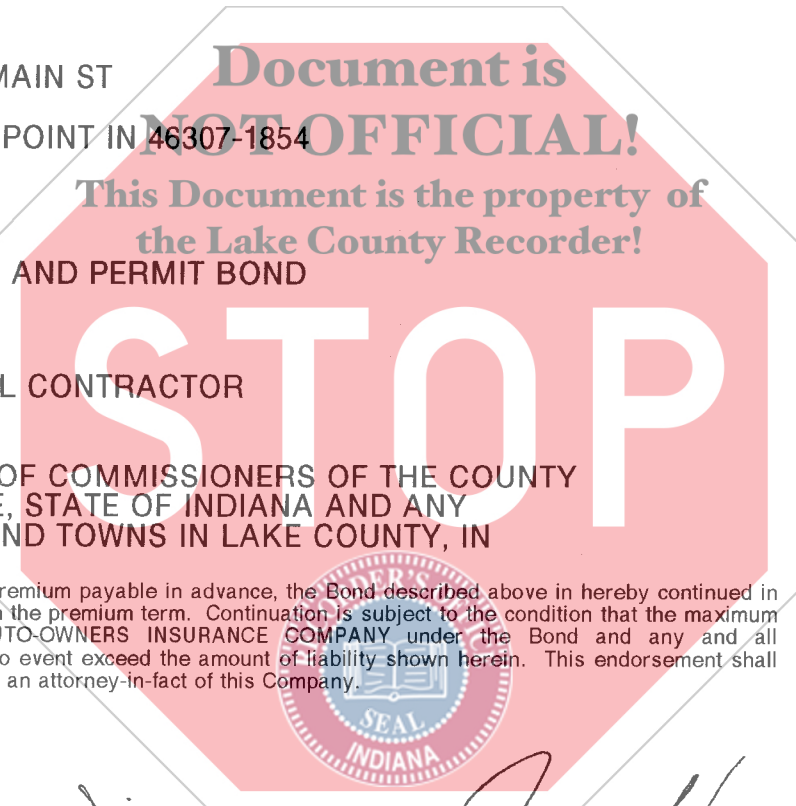 MAIN ST
Document is
POINT IN 46307-1854
NOT OFFICIAL!
This Document is the property of
the Lake County Recorder!
AND PERMIT BOND
STOP
L CONTRACTOR
OF COMMISSIONERS OF THE COUNTY
E, STATE OF INDIANA AND ANY
ND TOWNS IN LAKE COUNTY, IN
remium payable in advance, the Bond described above in hereby continued in
the premium term. Continuation is subject to the condition that the maximum
UTO-OWNERS INSURANCE COMPANY under the Bond and any and all
o event exceed the amount of liability shown herein. This endorsement shall
an attorney-in-fact of this Company.
SEAL
INDIANA